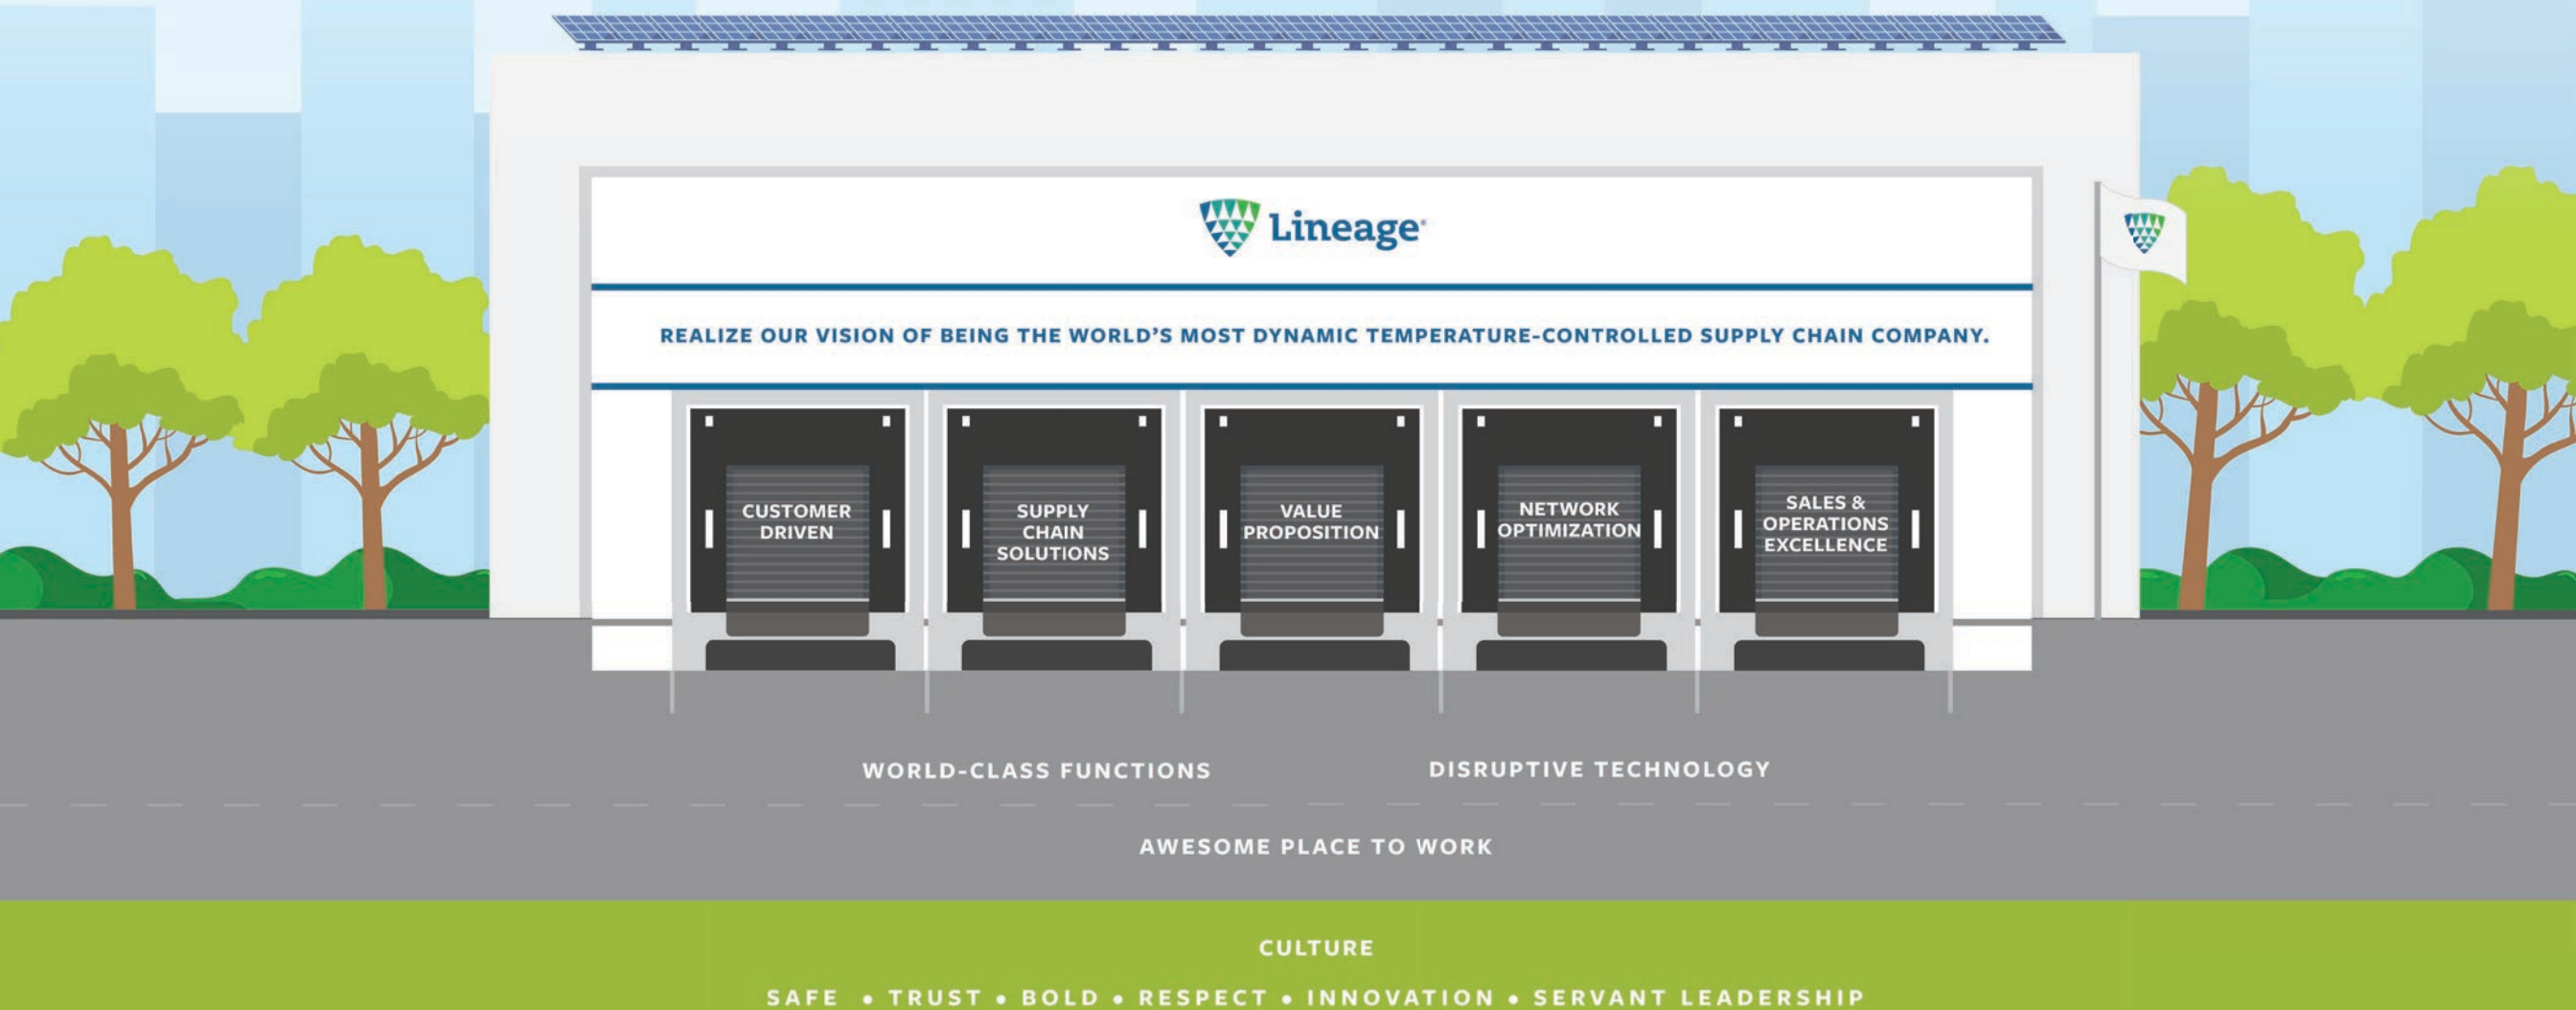 Lineage
REALIZE OUR VISION OF BEING THE WORLD'S MOST DYNAMIC TEMPERATURE-CONTROLLED SUPPLY CHAIN COMPANY.
CUSTOMER
DRIVEN
SUPPLY
CHAIN
SOLUTIONS
VALUE
PROPOSITION
NETWORK
OPTIMIZATION
SALES &
OPERATIONS
EXCELLENCE
WORLD-CLASS FUNCTIONS
DISRUPTIVE TECHNOLOGY
AWESOME PLACE TO WORK
CULTURE
SAFE • TRUST • BOLD • RESPECT • INNOVATION • SERVANT LEADERSHIP